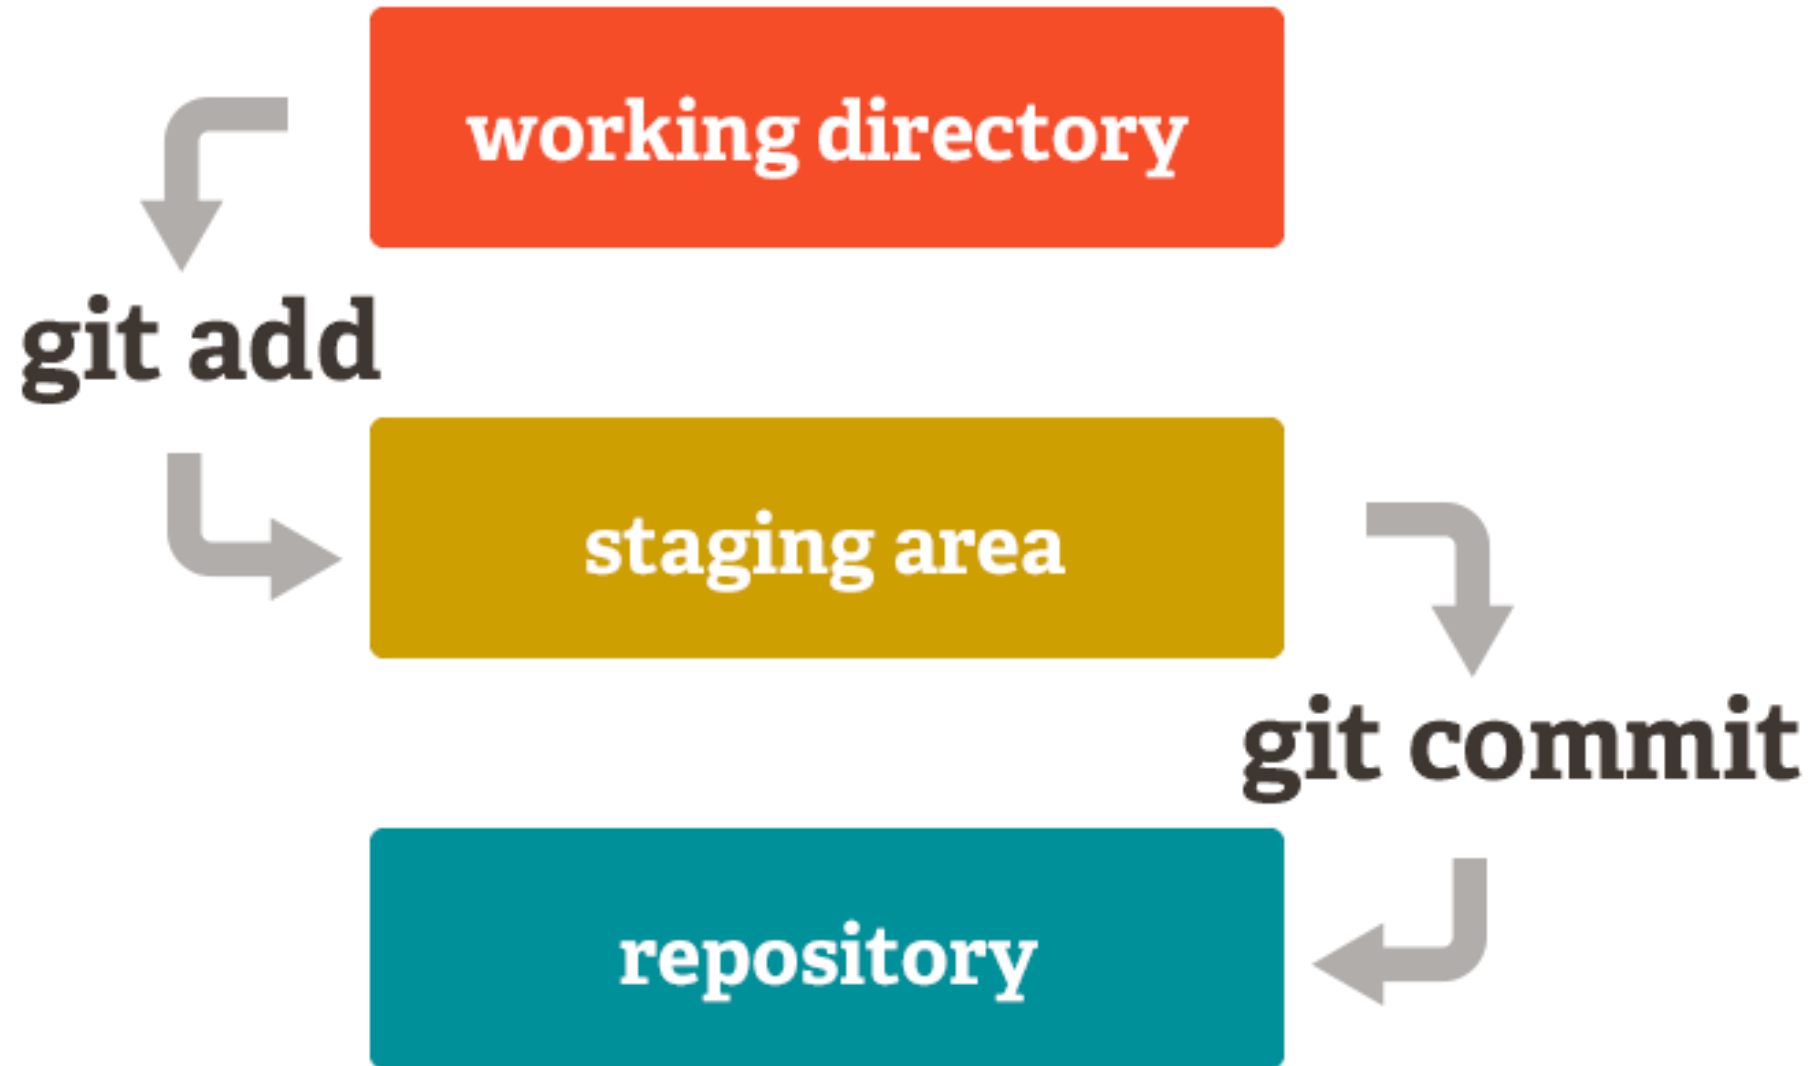 working directory
git add
staging area
git commit
repository